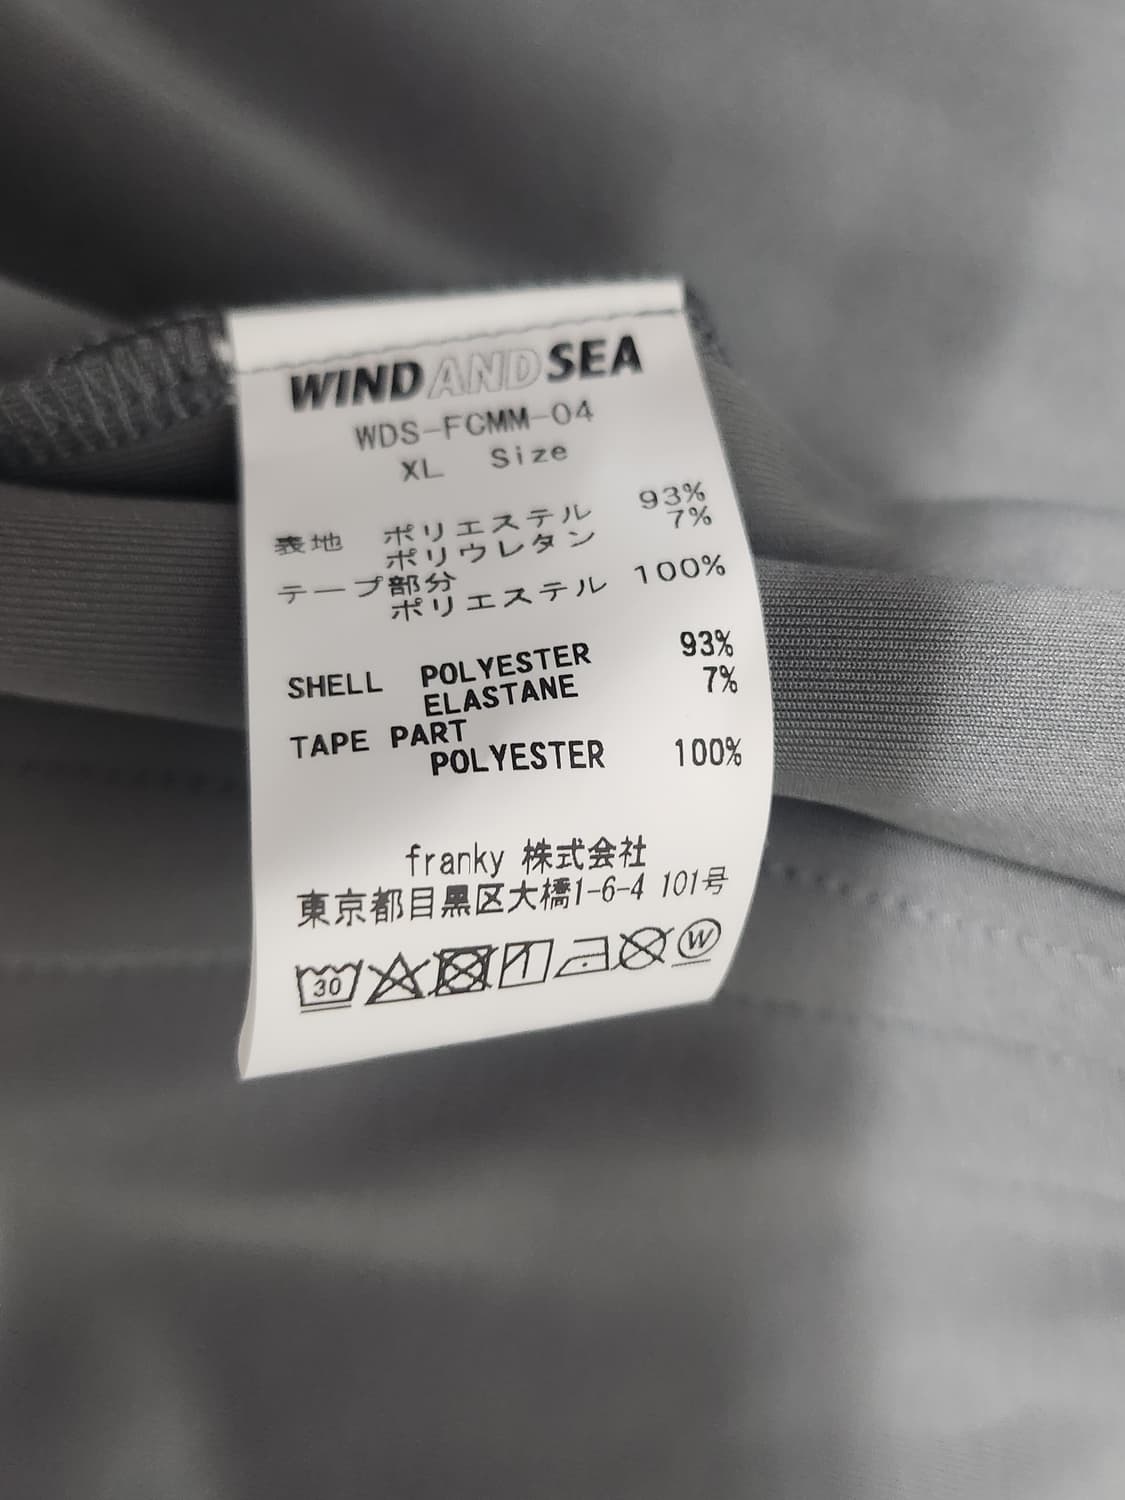 WIND AND SEA
WDS-FCMM-04
XL Size
表地 ポリエステル 93%
ポリウレタン 7%
テープ部分
ポリエステル 100%
SHELL POLYESTER 93%
ELASTANE 7%
TAPE PART
POLYESTER 100%
franky 株式会社
東京都目黒区大橋1-6-4 101号
30 W